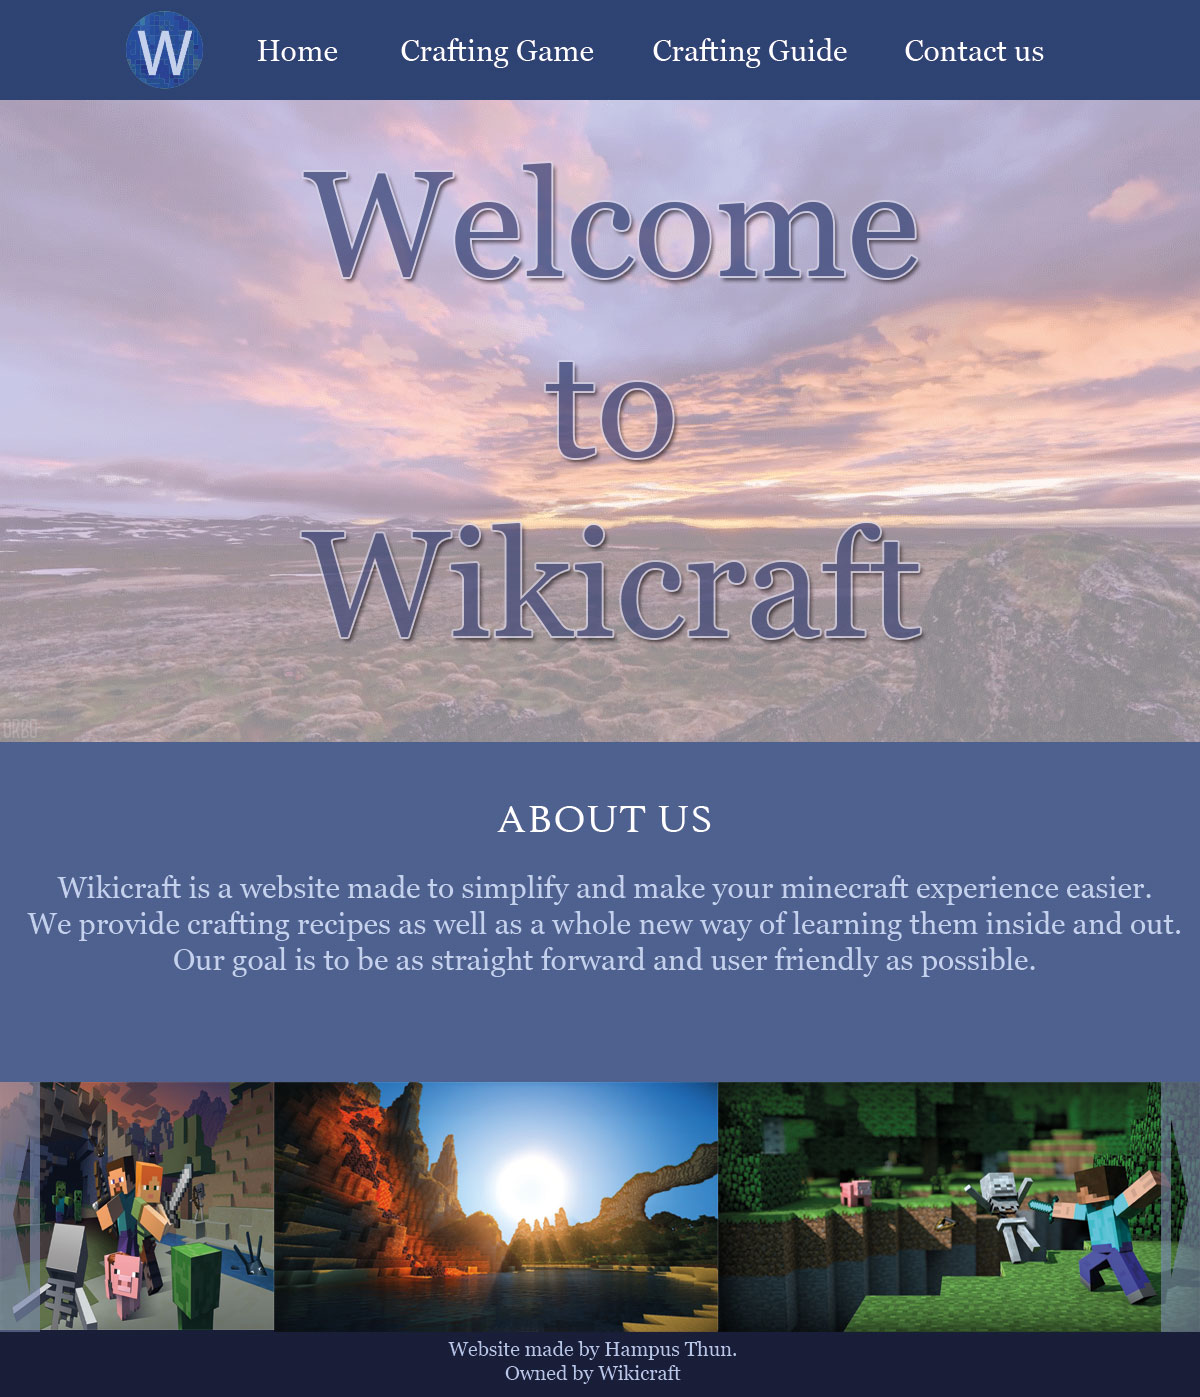 W
Home Crafting Game Crafting Guide Contact us
Welcome
to
Wikicraft
ORBO
ABOUT US
Wikicraft is a website made to simplify and make your minecraft experience easier.
We provide crafting recipes as well as a whole new way of learning them inside and out.
Our goal is to be as straight forward and user friendly as possible.
Website made by Hampus Thun.
Owned by Wikicraft